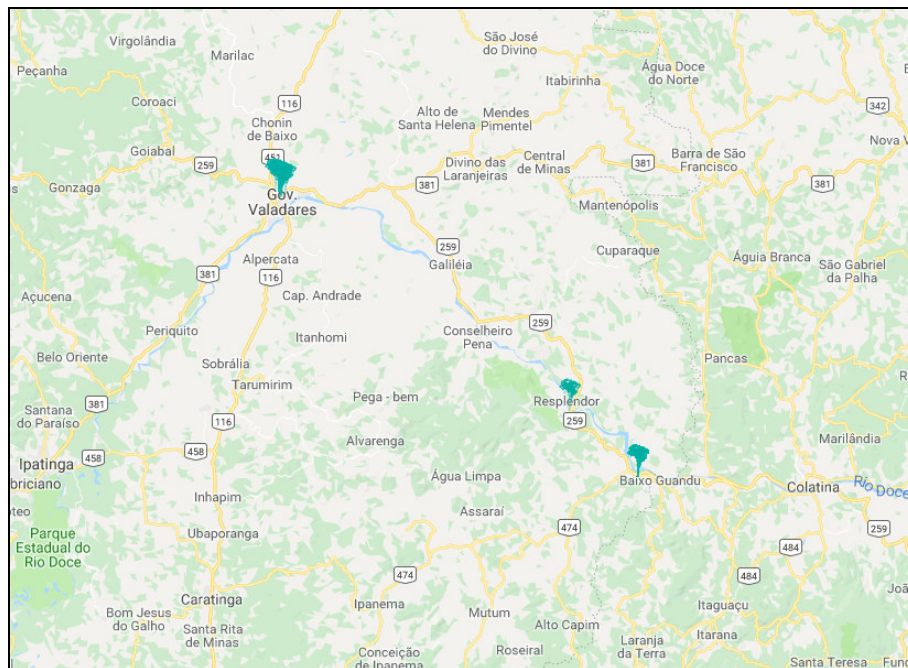 Virgolândia
Marilac
São José
do Divino
Peçanha
Água Doce
do Norte
Itabirinha
Coroaci
116
342
Chonin
de Baixo
Alto de
Santa Helena
Mendes
Pimentel
Nova V
Goiabal
259
451
Divino das
Laranjeiras
Central
de Minas
381
Barra de São
Francisco
Gonzaga
381
381
Gov.
Valadares
Mantenópolis
259
Cuparaque
Águia Branca
São Gabriel
da Palha
Alpercata
Galiléia
381
116
Açucena
Cap. Andrade
Periquito
Itanhomi
Conselheiro
Pena
259
Belo Oriente
Sobrália
Pancas
Tarumirim
Pega - bem
Resplendor
381
Santana
do Paraíso
116
259
Alvarenga
Marilândia
458
458
Ipatinga
briciano
Água Limpa
Baixo Guandu
Colatina
Rio Doce
Inhapim
Assaraí
259
474
Parque
Estadual do
Rio Doce
Ubaporanga
484
474
484
Caratinga
Ipanema
Itaguaçu
Bom Jesus
do Galho
Mutum
Santa Rita
de Minas
Alto Capim
Itarana
Laranja
da Terra
Conceição
de Ipanema
Roseiral
Santa Teresa